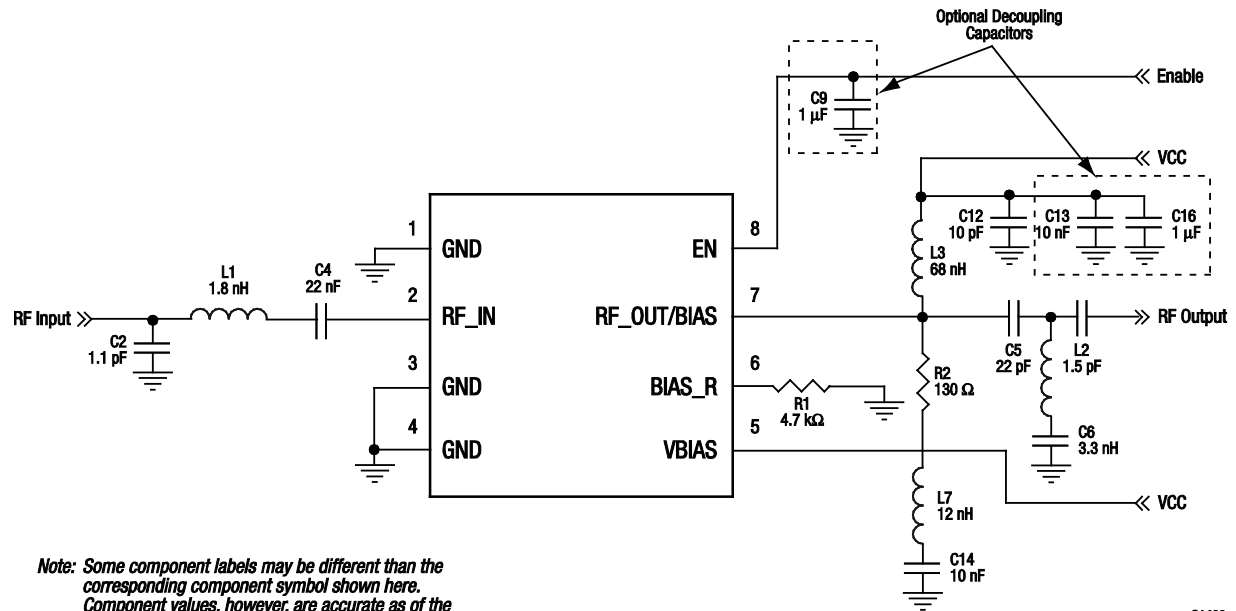 Optional Decoupling
Capacitors
Enable
C9
1 µF
VCC
C12
10 pF
C13
10 nF
C16
1 µF
L3
68 nH
1
GND
8
EN
L1
1.8 nH
C4
22 nF
2
RF_IN
7
RF_OUT/BIAS
RF Input
C2
1.1 pF
RF Output
C5
22 pF
L2
1.5 pF
3
GND
6
BIAS_R
R1
4.7 kΩ
R2
130 Ω
4
GND
5
VBIAS
C6
3.3 nH
VCC
L7
12 nH
C14
10 nF
Note: Some component labels may be different than the
corresponding component symbol shown here.
Component values, however, are accurate as of the